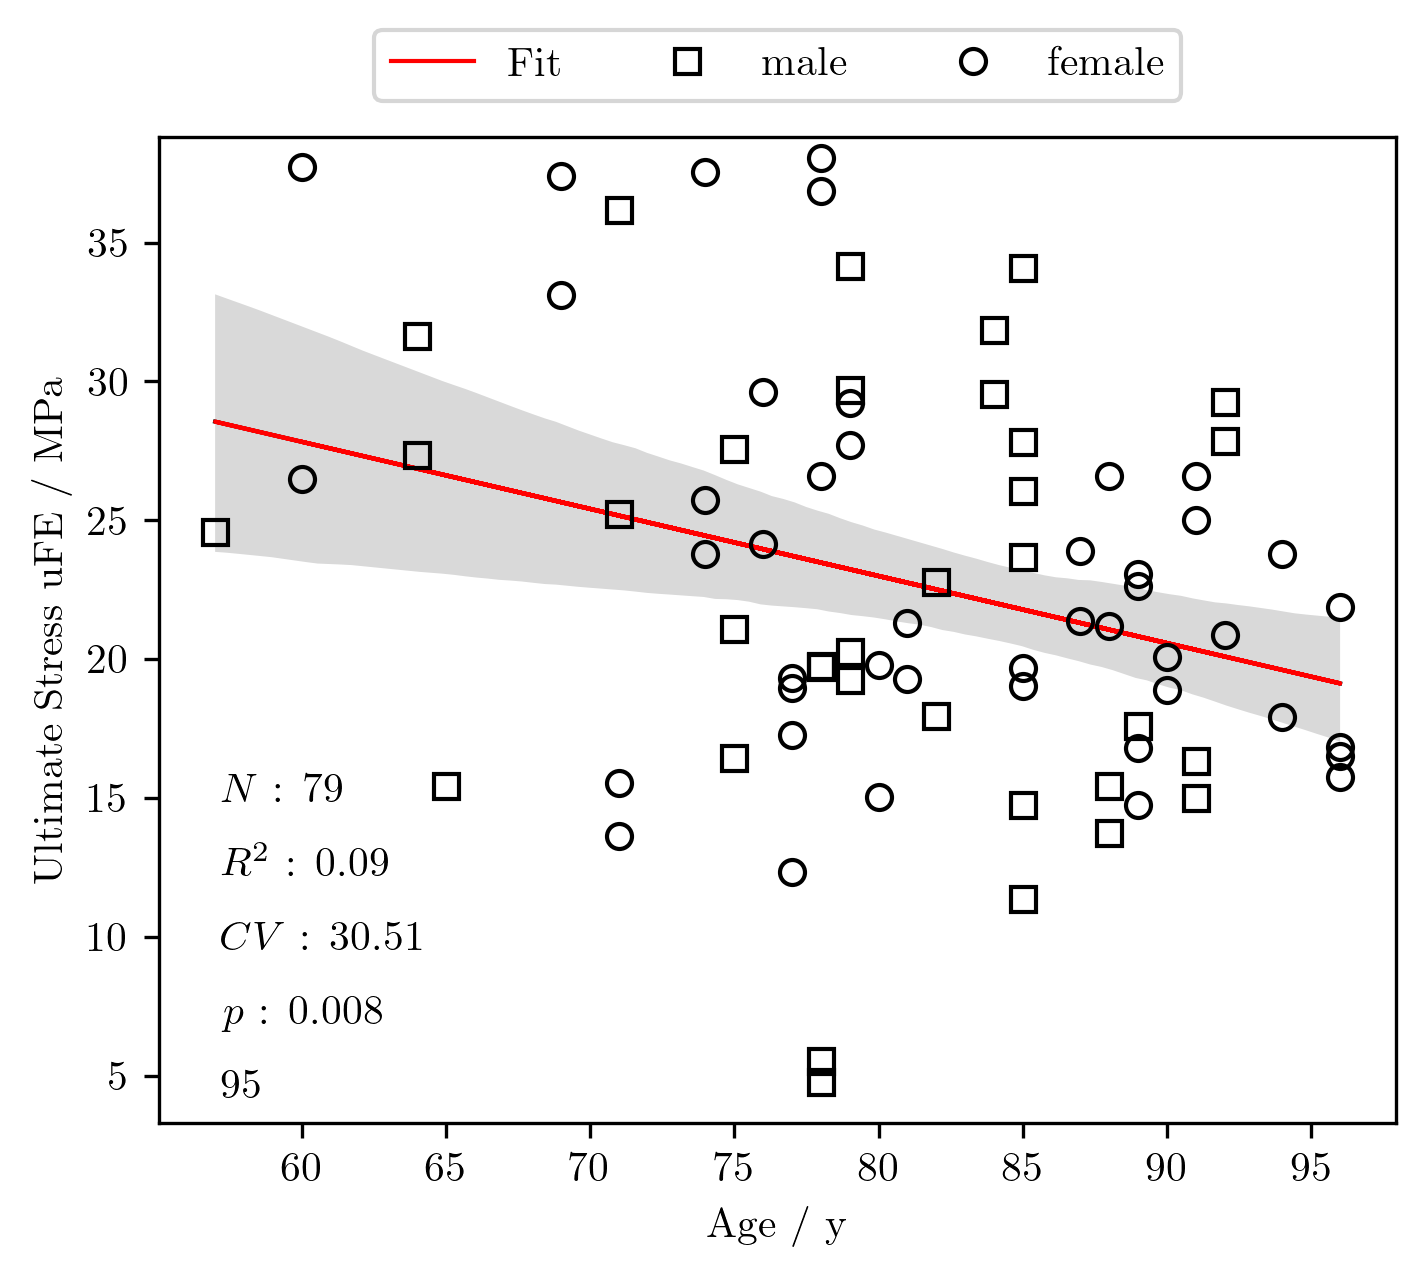 Fit male female
Ultimate Stress uFE / MPa
35
30
25
20
15
10
5
N : 79
R² : 0.09
CV : 30.51
p : 0.008
95
60 65 70 75 80 85 90 95
Age / y